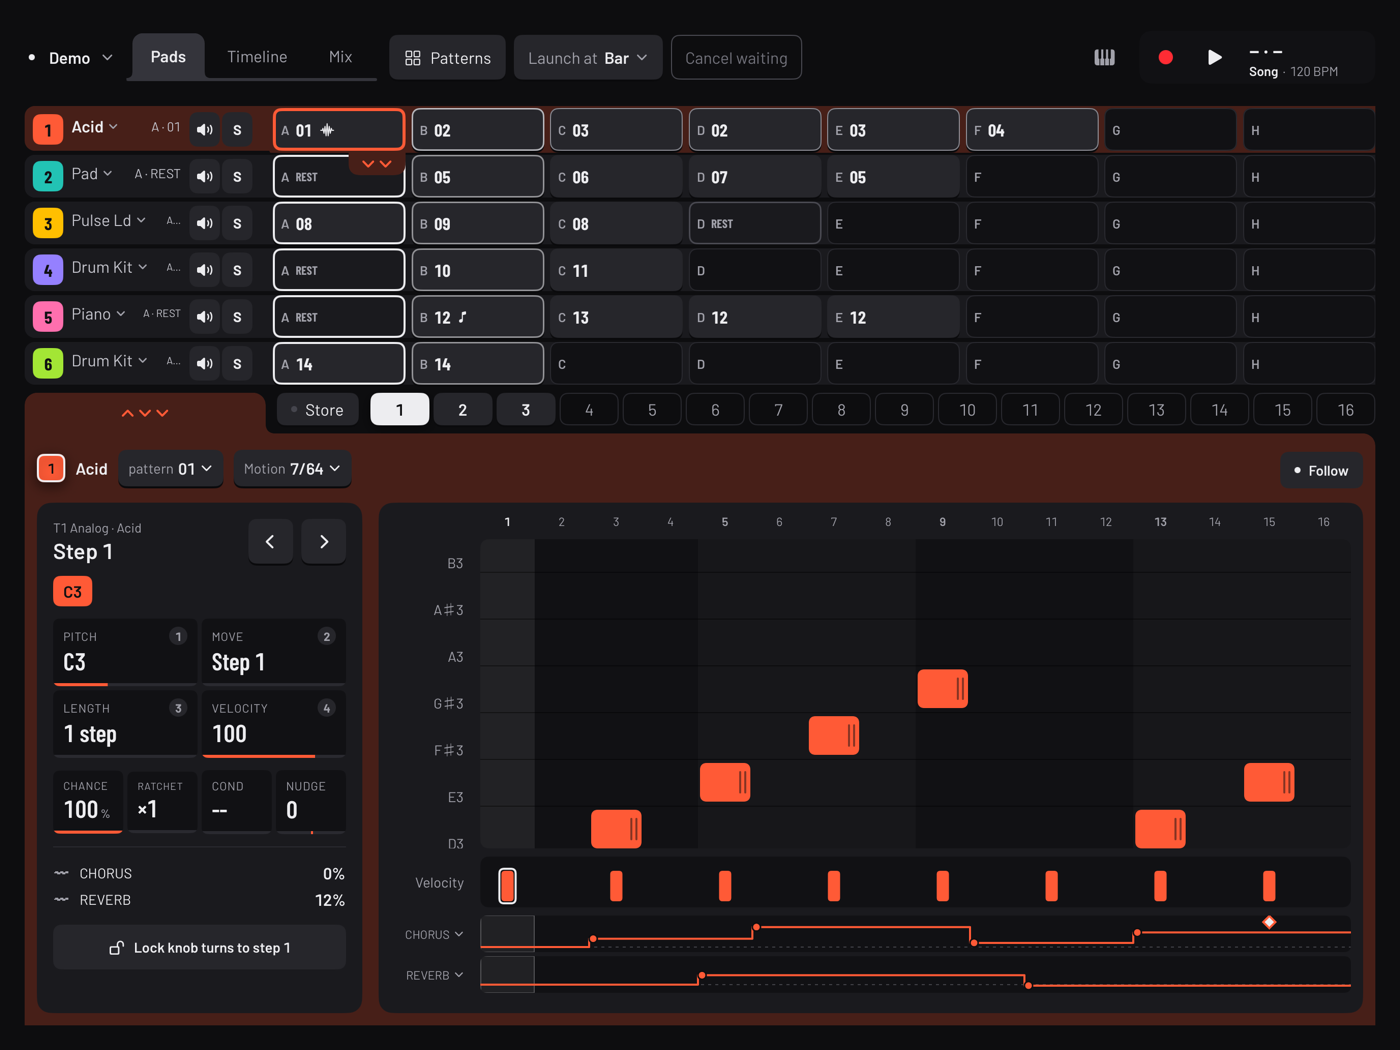 Demo Pads Timeline Mix Patterns Launch at Bar Cancel waiting
Song · 120 BPM
1 Acid A · 01 S A 01 B 02 C 03 D 02 E 03 F 04 G H
2 Pad A · REST S A REST B 05 C 06 D 07 E 05 F G H
3 Pulse Ld A... S A 08 B 09 C 08 D REST E F G H
4 Drum Kit A... S A REST B 10 C 11 D E F G H
5 Piano A · REST S A REST B 12 C 13 D 12 E 12 F G H
6 Drum Kit A... S A 14 B 14 C D E F G H
Store 1 2 3 4 5 6 7 8 9 10 11 12 13 14 15 16
1 Acid pattern 01 Motion 7/64 Follow
T1 Analog · Acid
Step 1
C3
PITCH 1 MOVE 2
C3 Step 1
LENGTH 3 VELOCITY 4
1 step 100
CHANCE RATCHET COND NUDGE
100 % ×1 -- 0
CHORUS 0%
REVERB 12%
Lock knob turns to step 1
1 2 3 4 5 6 7 8 9 10 11 12 13 14 15 16
B3
A♯3
A3
G♯3
F♯3
E3
D3
Velocity
CHORUS
REVERB